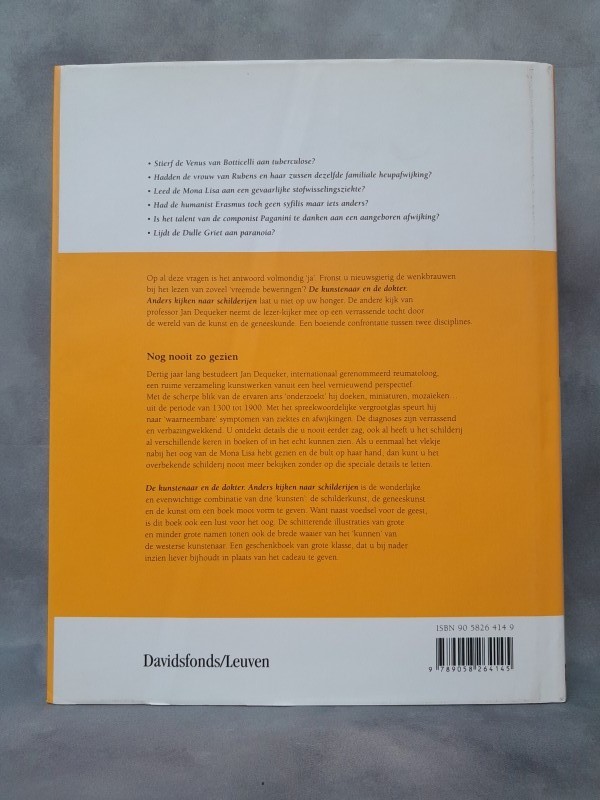 • Stierf de Venus van Botticelli aan tuberculose?
• Hadden de vrouw van Rubens en haar zussen dezelfde familiale heupafwijking?
• Leed de Mona Lisa aan een gevaarlijke stofwisselingsziekte?
• Had de humanist Erasmus toch geen syfilis maar iets anders?
• Is het talent van de componist Paganini te danken aan een aangeboren afwijking?
• Lijdt de Dulle Griet aan paranoia?
Op al deze vragen is het antwoord volmondig 'ja'. Fronst u nieuwsgierig de wenkbrauwen
bij het lezen van zoveel 'vreemde beweringen'? De kunstenaar en de dokter.
Anders kijken naar schilderijen laat u niet op uw honger. De andere kijk van
professor Jan Dequeker neemt de lezer-kijker mee op een verrassende tocht door
de wereld van de kunst en de geneeskunde. Een boeiende confrontatie tussen twee disciplines.
Nog nooit zo gezien
Dertig jaar lang bestudeert Jan Dequeker, internationaal gerenommeerd reumatoloog,
een ruime verzameling kunstwerken vanuit een heel vernieuwend perspectief.
Met de scherpe blik van de ervaren arts 'onderzoekt' hij doeken, miniaturen, mozaïeken
uit de periode van 1300 tot 1900. Met het spreekwoordelijke vergrootglas speurt hij
naar 'waarneembare' symptomen van ziektes en afwijkingen. De diagnoses zijn verrassend
en verbazingwekkend. U ontdekt details die u nooit eerder zag, ook al heeft u het schilderij
al verschillende keren in boeken of in het echt kunnen zien. Als u eenmaal het vlekje
nabij het oog van de Mona Lisa hebt gezien en de bult op haar hand, dan kunt u het
overbekende schilderij nooit meer bekijken zonder op die speciale details te letten.
De kunstenaar en de dokter. Anders kijken naar schilderijen is de wonderlijke
en evenwichtige combinatie van drie 'kunsten': de schilderkunst, de geneeskunst
en de kunst om een boek mooi vorm te geven. Want naast voedsel voor de geest,
is dit boek ook een lust voor het oog. De schitterende illustraties van grote
en minder grote namen tonen ook de brede waaier van het 'kunnen' van
de westerse kunstenaar. Een geschenkboek van grote klasse, dat u bij nader
inzien liever bijhoudt in plaats van het cadeau te geven.
ISBN 90 5826 414 9
Davidsfonds/Leuven
9 789058 264145